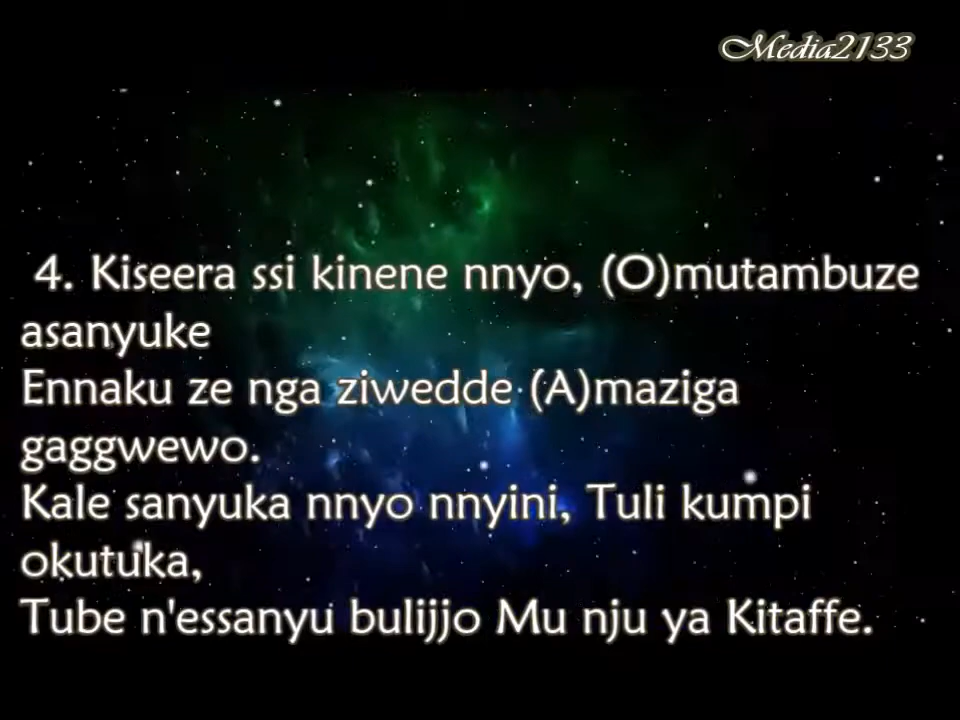 Media2133
4. Kiseera ssi kinene nnyo, (O)mutambuze
asanyuke
Ennaku ze nga ziwedde (A)maziga
gaggwewo.
Kale sanyuka nnyo nnyini, Tuli kumpi
okutuka,
Tube n'essanyu bulijjo Mu nju ya Kitaffe.